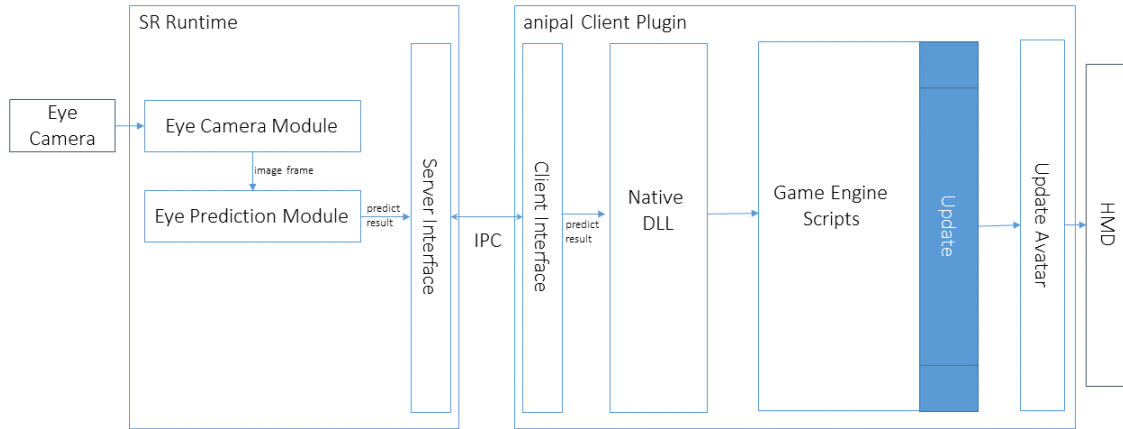 SR Runtime
anipal Client Plugin
Eye
Camera
Eye Camera Module
image frame
Eye Prediction Module
predict
result
Server Interface
IPC
Client Interface
predict
result
Native
DLL
Game Engine
Scripts
Update
Update Avatar
HMD